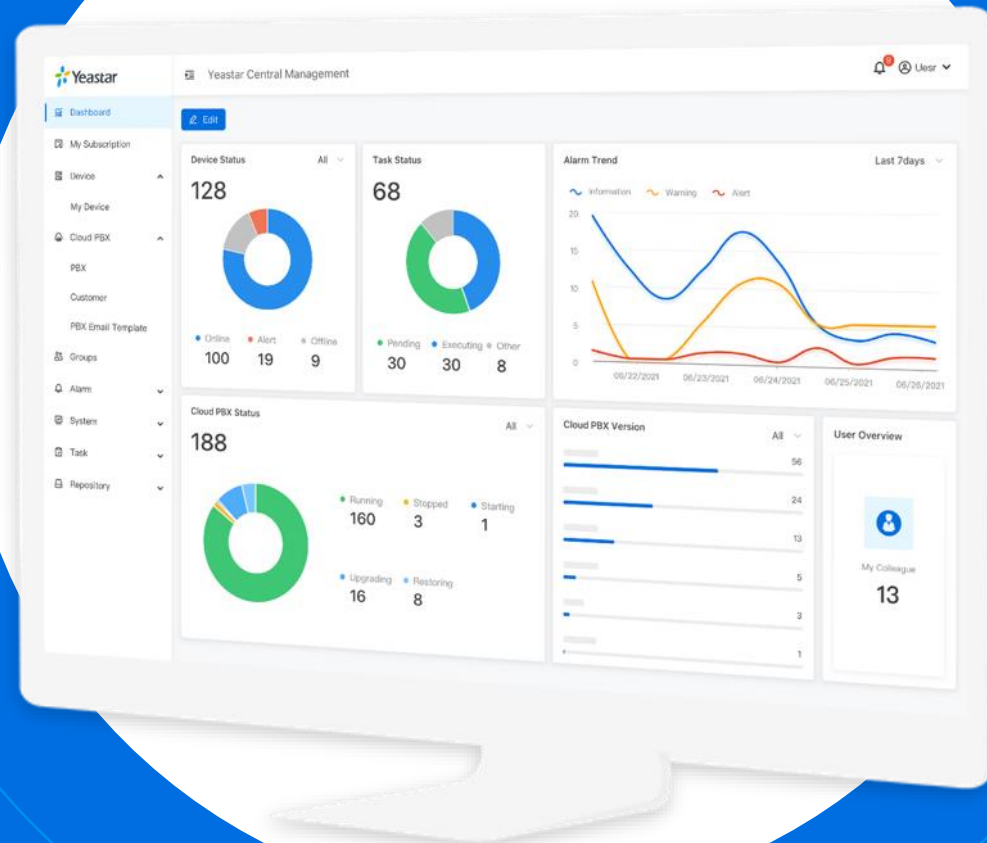 Yeastar
Yeastar Central Management
9
Uesr
Dashboard
My Subscription
Device
My Device
Cloud PBX
PBX
Customer
PBX Email Template
Groups
Alarm
System
Task
Repository
Edit
Device Status All
128
Online Alert Offline
100 19 9
Task Status
68
Pending Executing Other
30 30 8
Alarm Trend Last 7days
Information Warning Alert
20
15
10
5
0
06/22/2021 06/23/2021 06/24/2021 06/25/2021 06/26/2021
Cloud PBX Status All
188
Running Stopped Starting
160 3 1
Upgrading Restoring
16 8
Cloud PBX Version All
56
24
13
5
3
1
User Overview
My Colleague
13